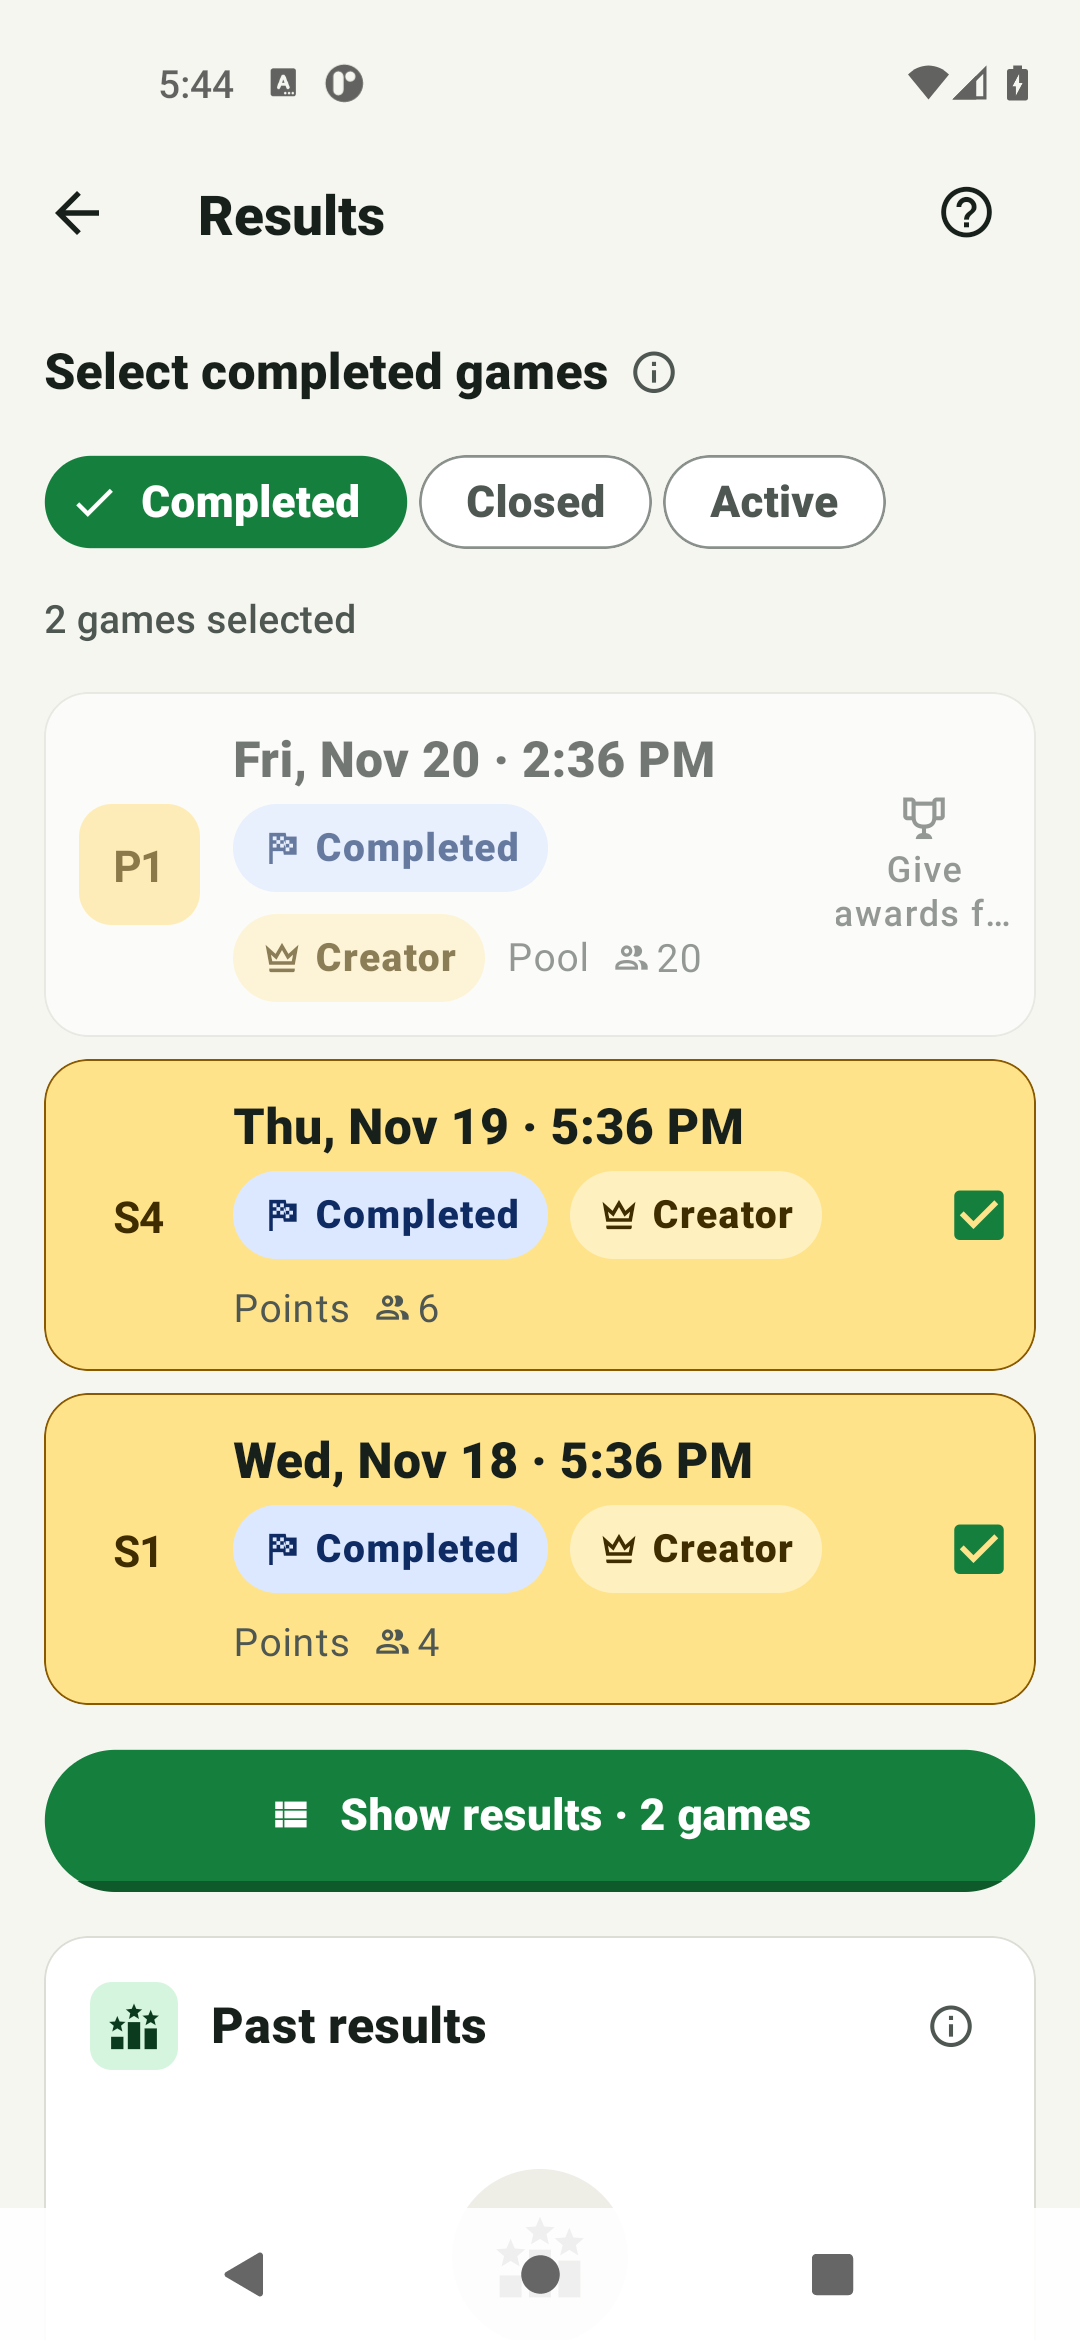 5:44
Results
Select completed games
Completed
Closed
Active
2 games selected
Fri, Nov 20 · 2:36 PM
P1
Completed
Give
awards f…
Creator
Pool
20
Thu, Nov 19 · 5:36 PM
S4
Completed
Creator
Points
6
Wed, Nov 18 · 5:36 PM
S1
Completed
Creator
Points
4
Show results · 2 games
Past results